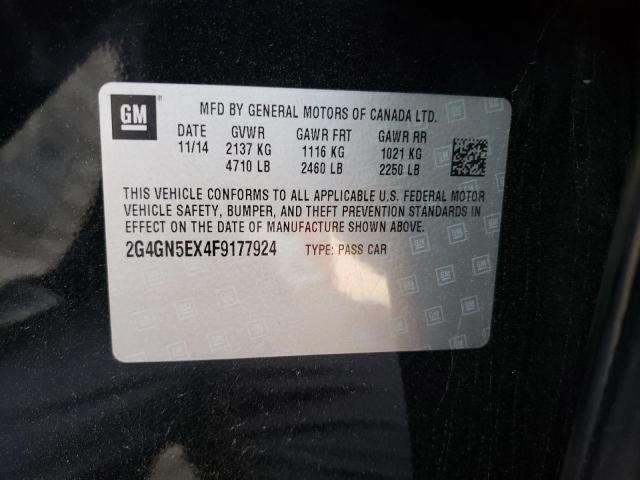 GM
MFD BY GENERAL MOTORS OF CANADA LTD.
DATE GVWR GAWR FRT GAWR RR
11/14 2137 KG 1116 KG 1021 KG
4710 LB 2460 LB 2250 LB
THIS VEHICLE CONFORMS TO ALL APPLICABLE U.S. FEDERAL MOTOR
VEHICLE SAFETY, BUMPER, AND THEFT PREVENTION STANDARDS IN
EFFECT ON THE DATE OF MANUFACTURE SHOWN ABOVE.
2G4GN5EX4F9177924 TYPE: PASS CAR